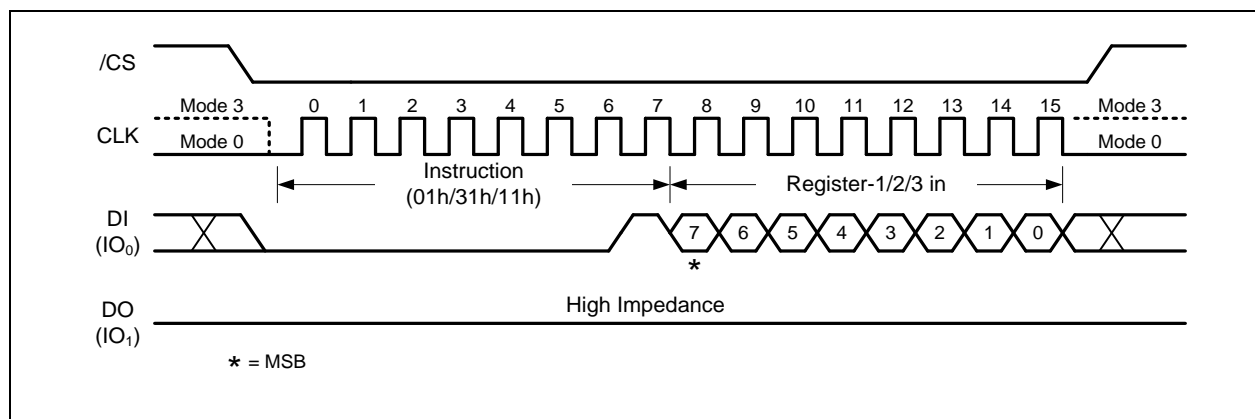 /CS
Mode 3 0 1 2 3 4 5 6 7 8 9 10 11 12 13 14 15 Mode 3
CLK
Mode 0 Mode 0
Instruction
(01h/31h/11h)
Register-1/2/3 in
DI
(IO₀)
7 6 5 4 3 2 1 0
*
High Impedance
DO
(IO₁)
* = MSB